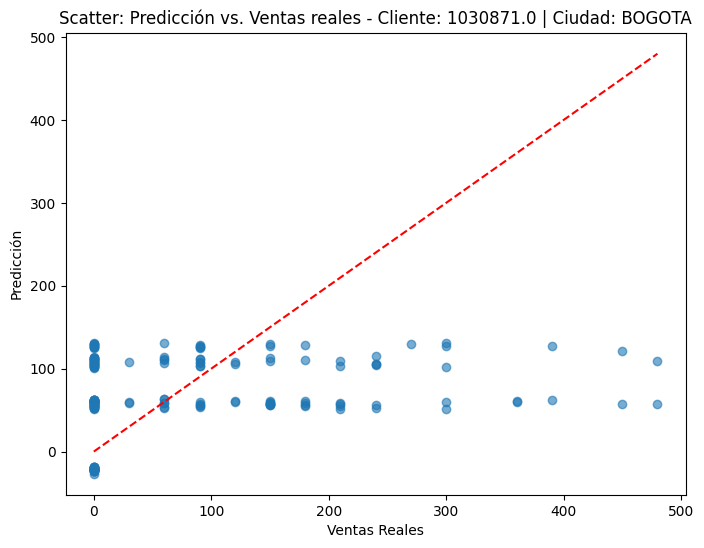 Scatter: Predicción vs. Ventas reales - Cliente: 1030871.0 | Ciudad: BOGOTA
500
400
300
200
100
0
Predicción
0 100 200 300 400 500
Ventas Reales